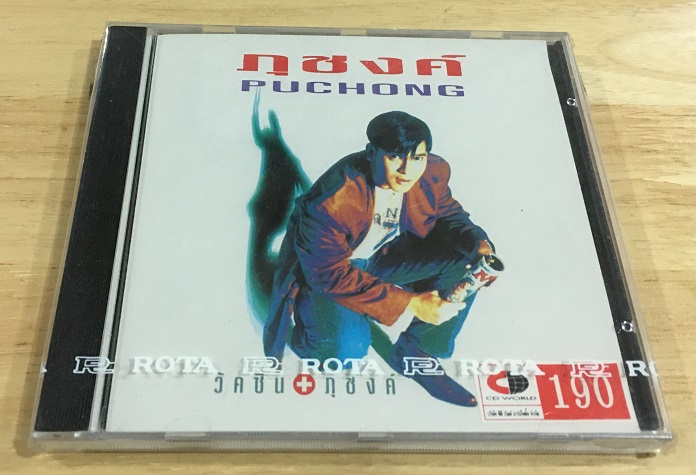 ภุชงค์
PUCHONG
N
M
R ROTA R ROTA R ROTA R ROTA
วัคซีน + ภุชงค์
CD WORLD
190